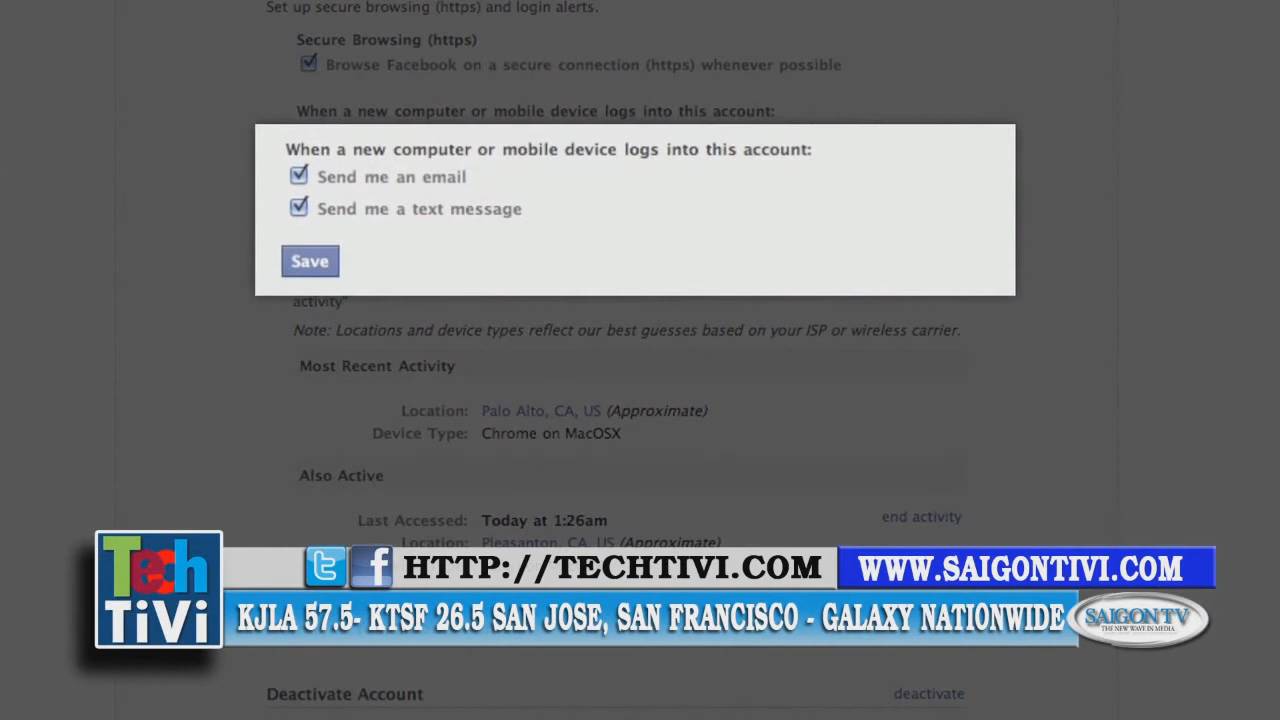 Set up secure browsing (https) and login alerts.
Secure Browsing (https)
Browse Facebook on a secure connection (https) whenever possible
When a new computer or mobile device logs into this account:
When a new computer or mobile device logs into this account:
Send me an email
Send me a text message
Save
activity"
Note: Locations and device types reflect our best guesses based on your ISP or wireless carrier.
Most Recent Activity
Location: Palo Alto, CA, US (Approximate)
Device Type: Chrome on MacOSX
Also Active
Last Accessed: Today at 1:26am end activity
Location: Pleasanton, CA, US (Approximate)
Tech
TiVi
HTTP://TECHTIVI.COM WWW.SAIGONTIVI.COM
KJLA 57.5- KTSF 26.5 SAN JOSE, SAN FRANCISCO - GALAXY NATIONWIDE
SAIGONTV
THE NEW WAVE IN MEDIA
Deactivate Account deactivate